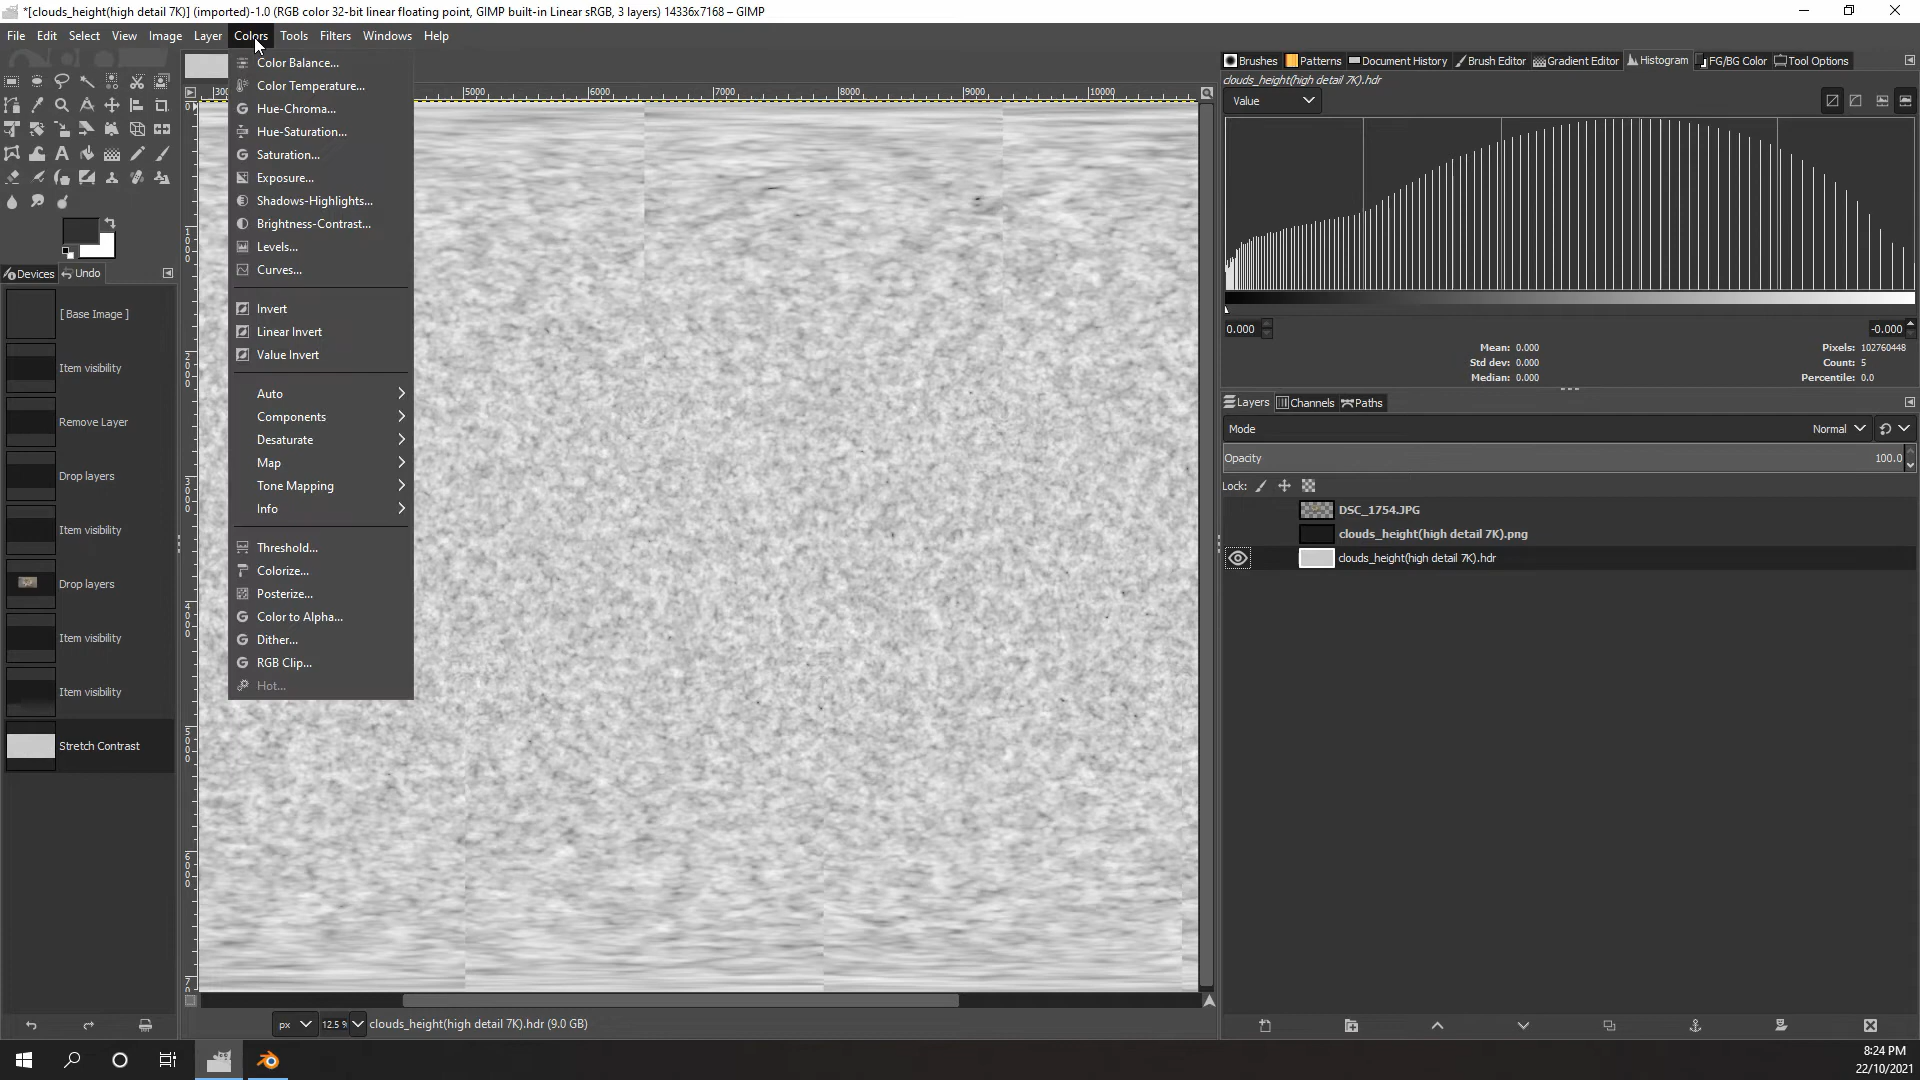 *[clouds_height(high detail 7K)] (imported)-1.0 (RGB color 32-bit linear floating point, GIMP built-in Linear sRGB, 3 layers) 14336x7168 – GIMP
File Edit Select View Image Layer Colors Tools Filters Windows Help
Color Balance...
Color Temperature...
Hue-Chroma...
Hue-Saturation...
Saturation...
Exposure...
Shadows-Highlights...
Brightness-Contrast...
Levels...
Curves...
Invert
Linear Invert
Value Invert
Auto
Components
Desaturate
Map
Tone Mapping
Info
Threshold...
Colorize...
Posterize...
Color to Alpha...
Dither...
RGB Clip...
Hot...
Devices Undo
[ Base Image ]
Item visibility
Remove Layer
Drop layers
Item visibility
Drop layers
Item visibility
Item visibility
Stretch Contrast
5000 6000 7000 8000 9000 10000
0
1000
2000
3000
4000
5000
6000
px 12.5 % clouds_height(high detail 7K).hdr (9.0 GB)
Brushes Patterns Document History Brush Editor Gradient Editor Histogram FG/BG Color Tool Options
clouds_height(high detail 7K).hdr
Value
0.000 -0.000
Mean: 0.000 Pixels: 102760448
Std dev: 0.000 Count: 5
Median: 0.000 Percentile: 0.0
Layers Channels Paths
Mode Normal
Opacity 100.0
Lock:
DSC_1754.JPG
clouds_height(high detail 7K).png
clouds_height(high detail 7K).hdr
8:24 PM
22/10/2021